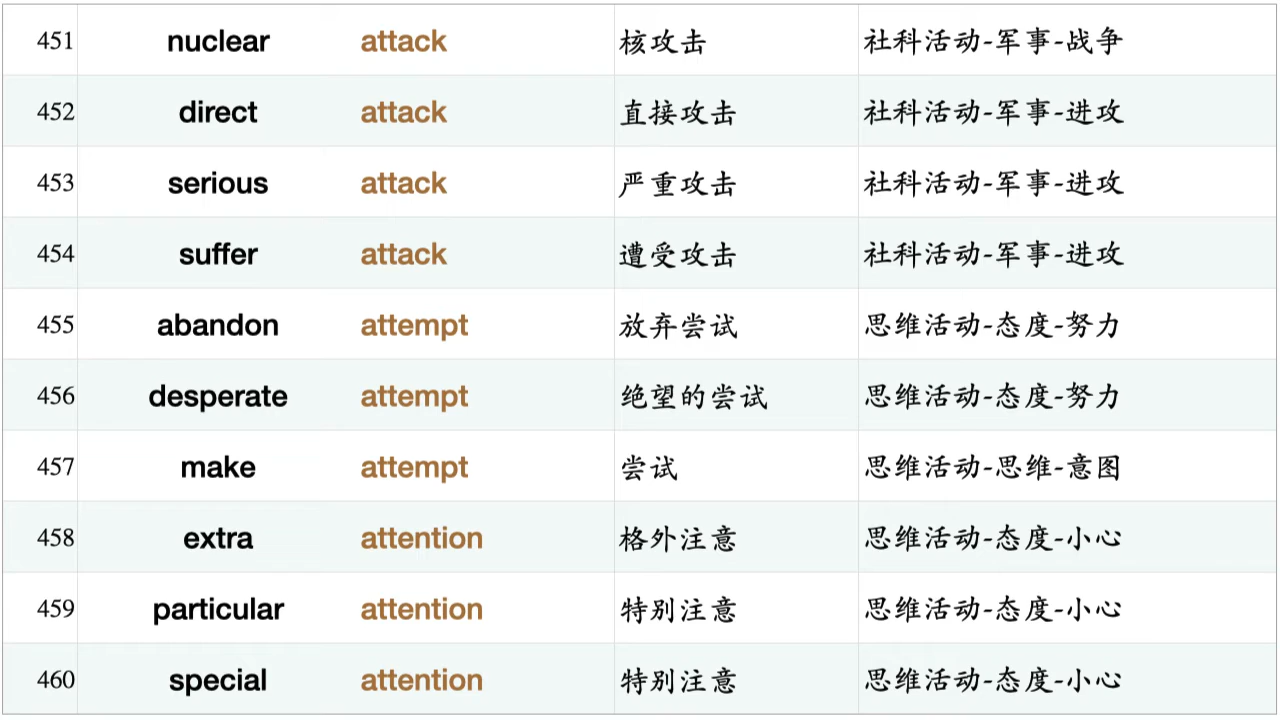 451 nuclear attack 核攻击 社科活动-军事-战争
452 direct attack 直接攻击 社科活动-军事-进攻
453 serious attack 严重攻击 社科活动-军事-进攻
454 suffer attack 遭受攻击 社科活动-军事-进攻
455 abandon attempt 放弃尝试 思维活动-态度-努力
456 desperate attempt 绝望的尝试 思维活动-态度-努力
457 make attempt 尝试 思维活动-思维-意图
458 extra attention 格外注意 思维活动-态度-小心
459 particular attention 特别注意 思维活动-态度-小心
460 special attention 特别注意 思维活动-态度-小心